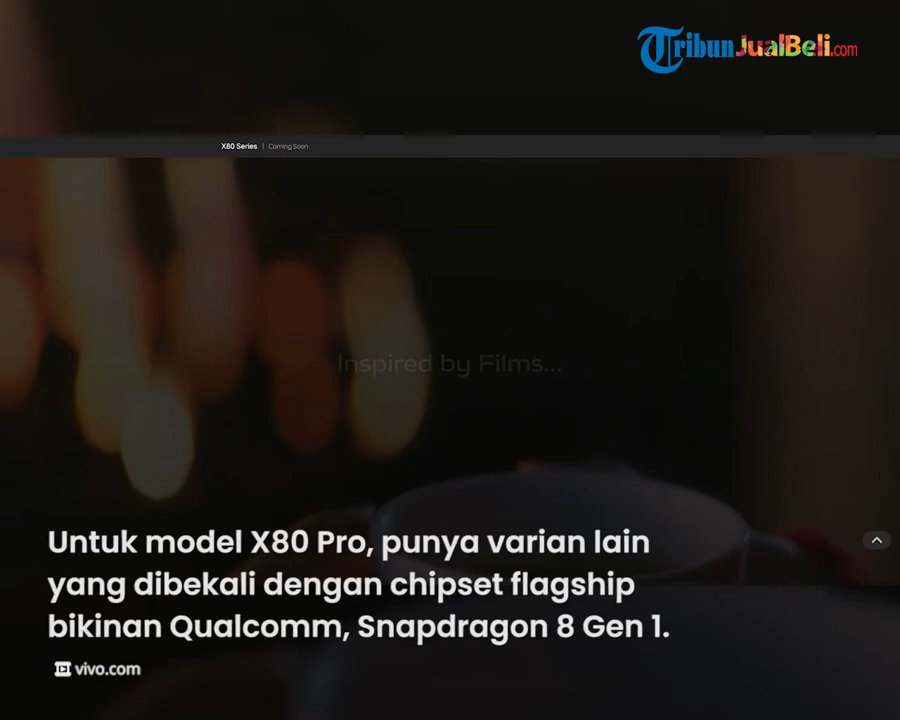 TribunJualBeli.com
X80 Series | Coming Soon
Inspired by Films...
Untuk model X80 Pro, punya varian lain
yang dibekali dengan chipset flagship
bikinan Qualcomm, Snapdragon 8 Gen 1.
vivo.com